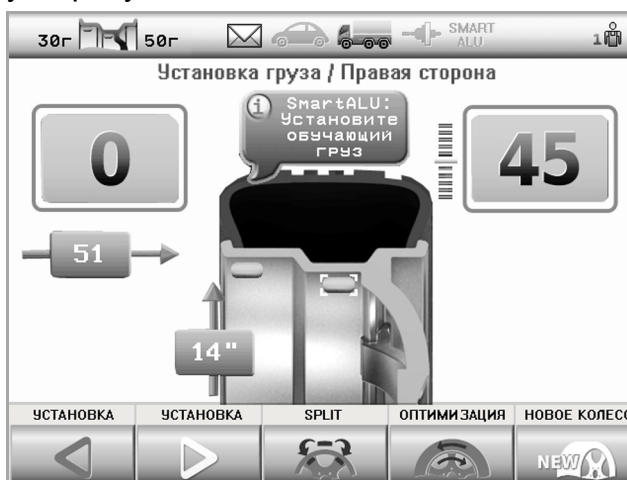 30г 50г SMART ALU 1
Установка груза / Правая сторона
SmartALU:
Установите
обучающий
груз
0 45
51
14"
УСТАНОВКА УСТАНОВКА SPLIT ОПТИМИЗАЦИЯ НОВОЕ КОЛЕС
NEW